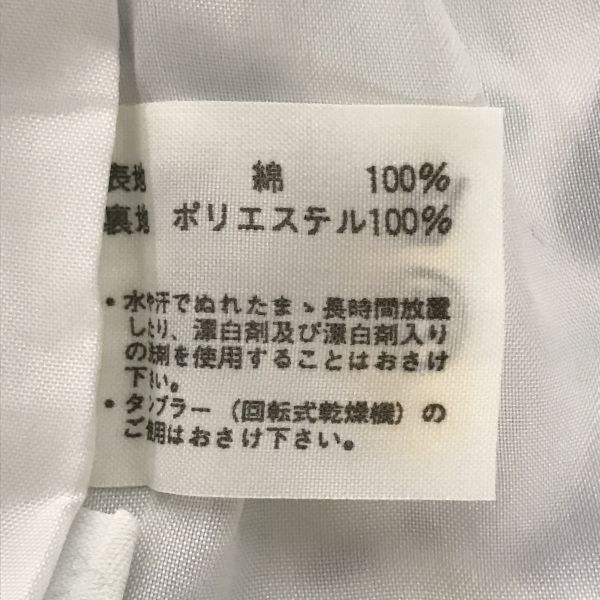 表地 綿 100%
裏地 ポリエステル100%
・水や汗でぬれたまゝ長時間放置
したり、漂白剤及び漂白剤入り
の洗剤を使用することはおさけ
下さい。
・タンブラー（回転式乾燥機）の
ご使用はおさけ下さい。